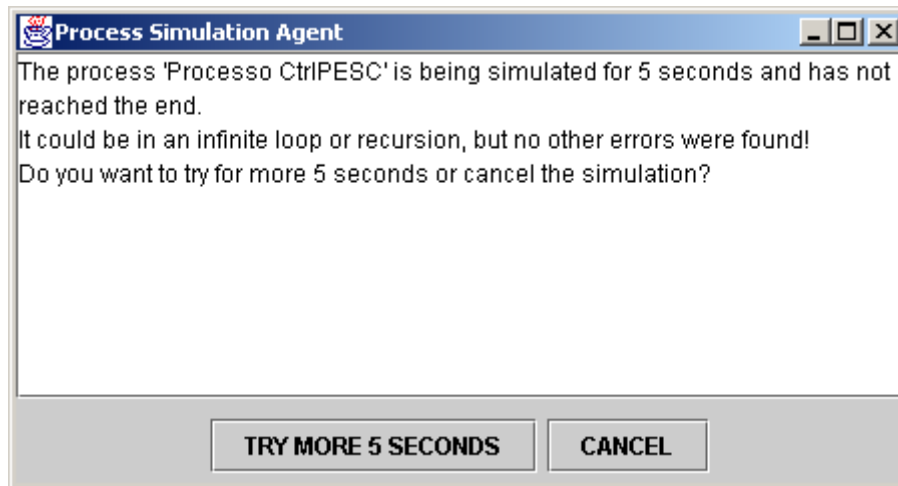 Process Simulation Agent
The process 'Processo CtrlPESC' is being simulated for 5 seconds and has not
reached the end.
It could be in an infinite loop or recursion, but no other errors were found!
Do you want to try for more 5 seconds or cancel the simulation?
TRY MORE 5 SECONDS CANCEL